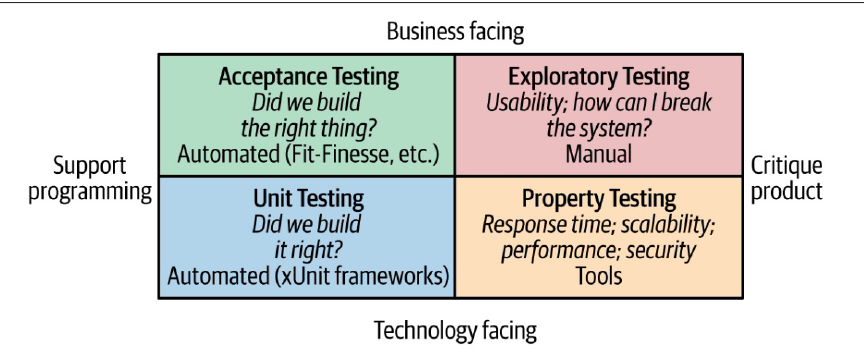 Business facing
Acceptance Testing
Did we build
the right thing?
Automated (Fit-Finesse, etc.)
Exploratory Testing
Usability; how can I break
the system?
Manual
Support
programming
Critique
product
Unit Testing
Did we build
it right?
Automated (xUnit frameworks)
Property Testing
Response time; scalability;
performance; security
Tools
Technology facing